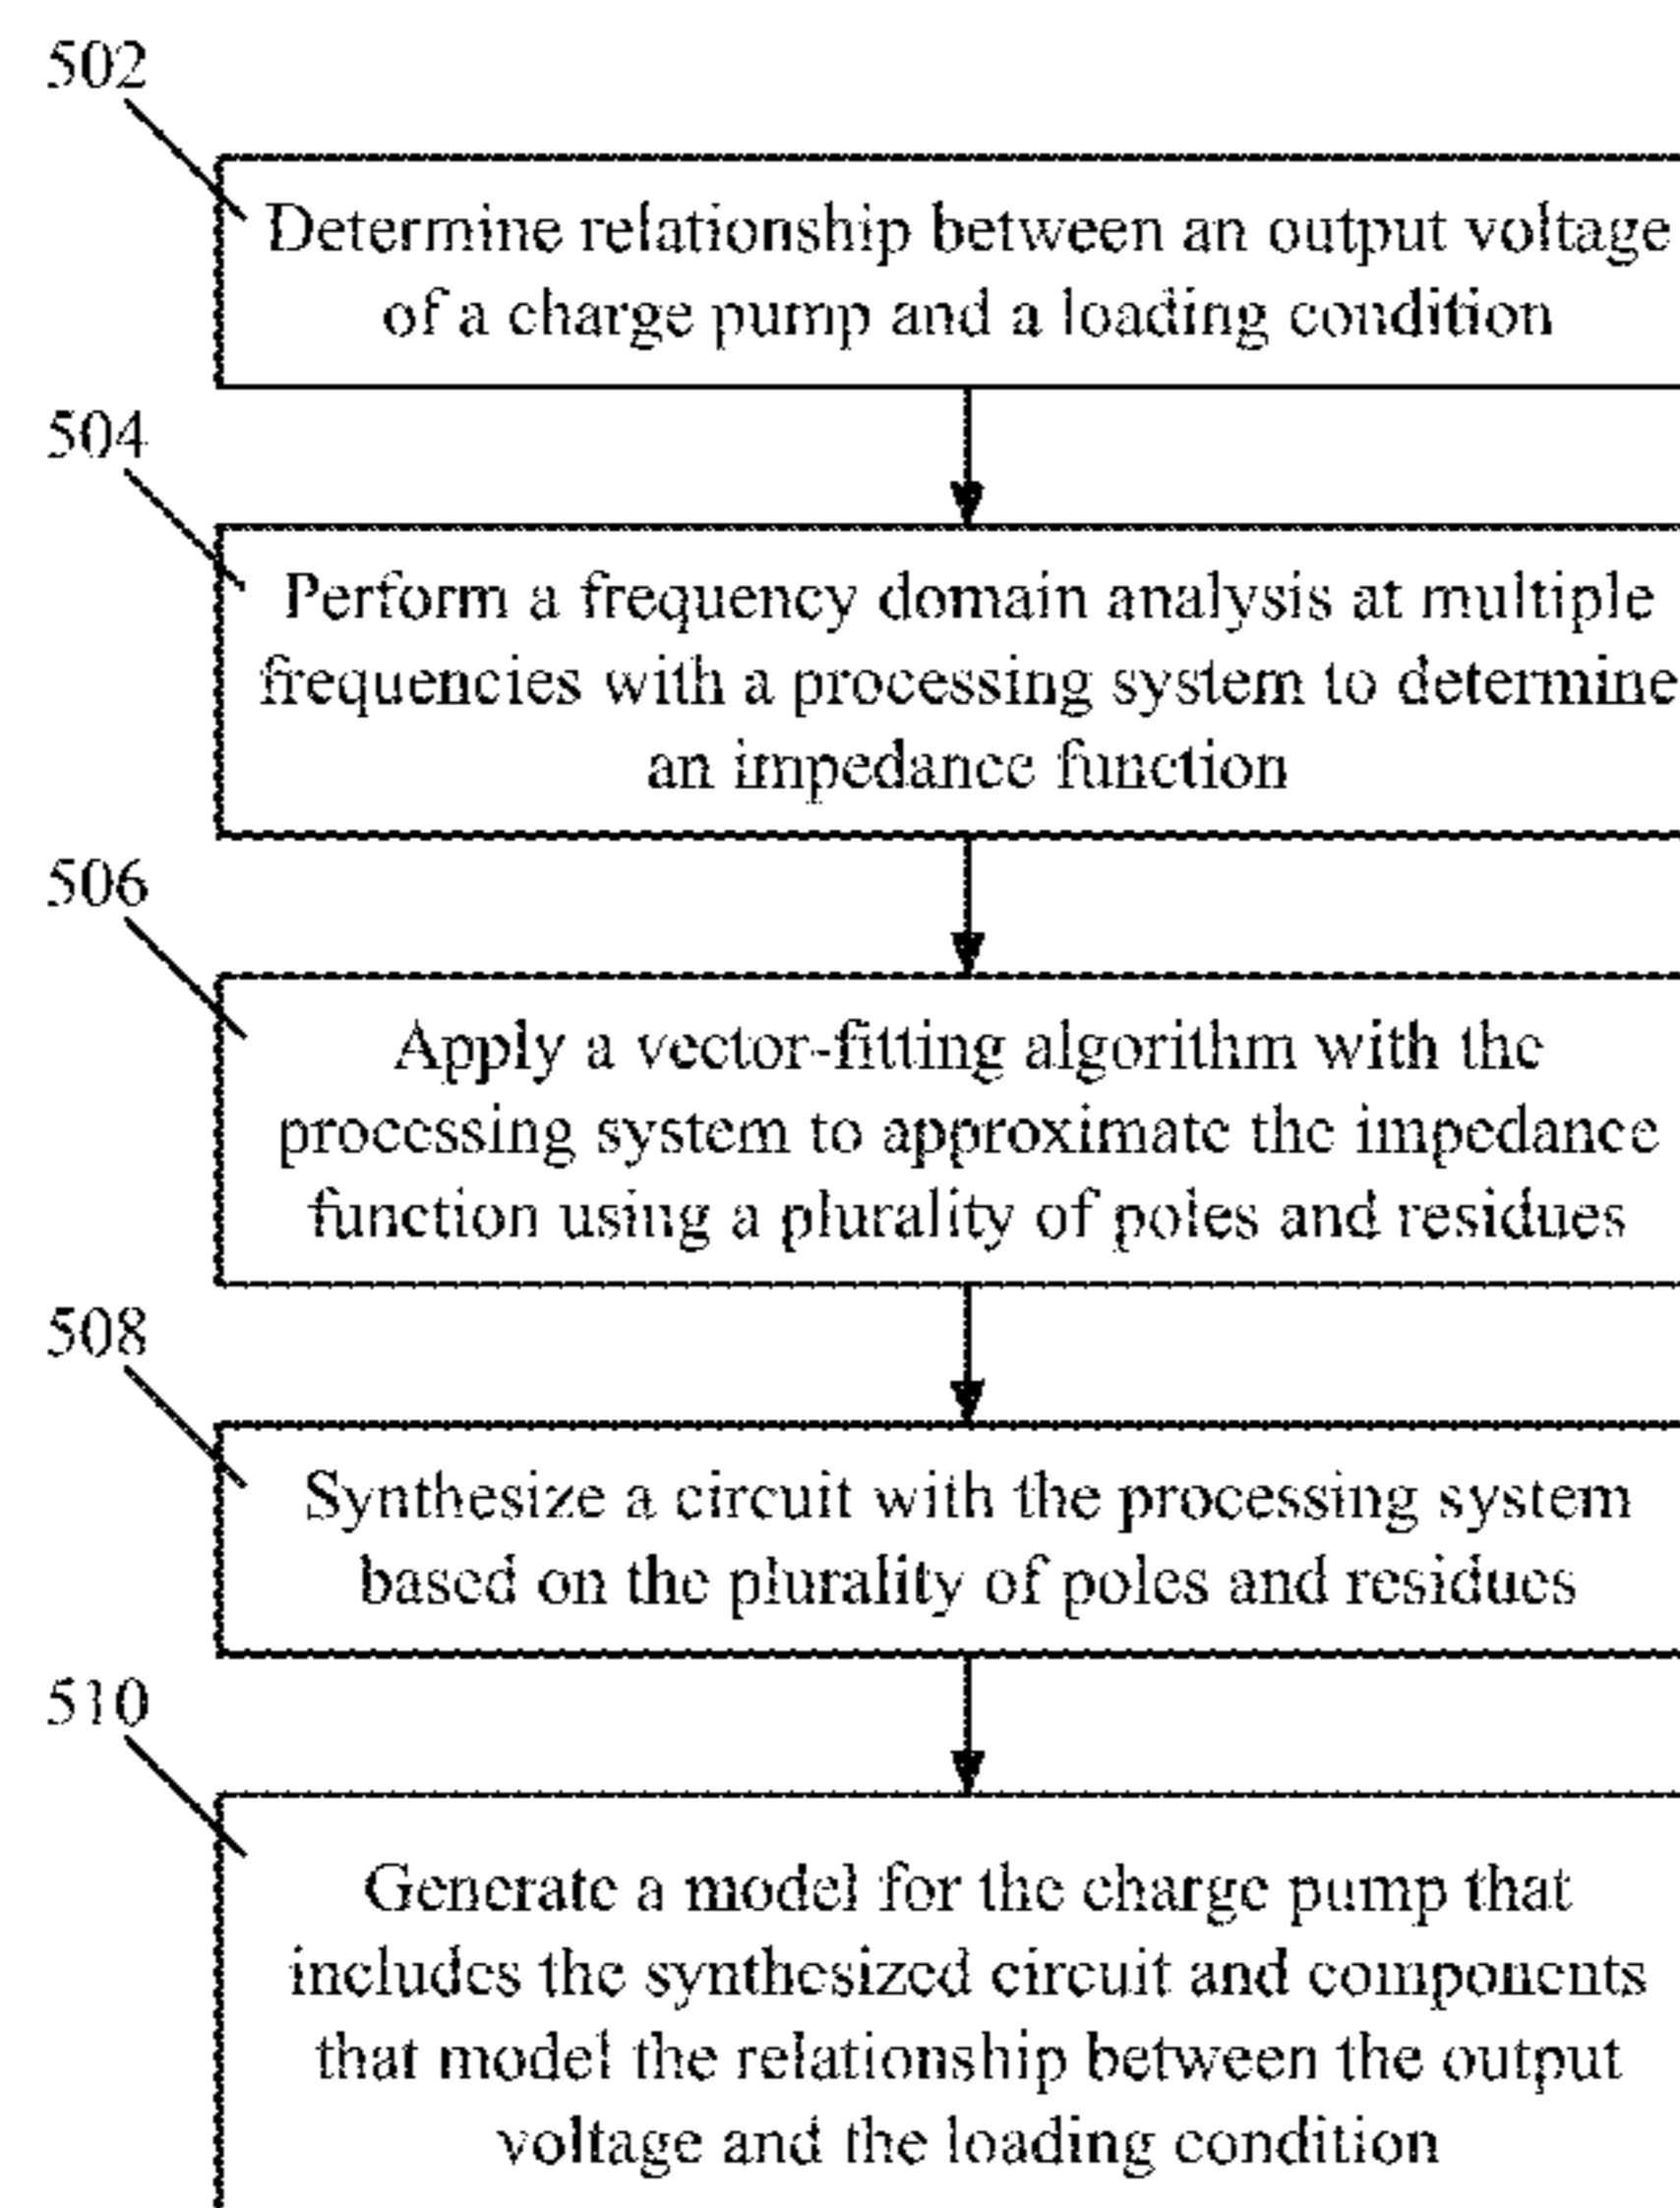 502
Determine relationship between an output voltage
of a charge pump and a loading condition
504
Perform a frequency domain analysis at multiple
frequencies with a processing system to determine
an impedance function
506
Apply a vector-fitting algorithm with the
processing system to approximate the impedance
function using a plurality of poles and residues
508
Synthesize a circuit with the processing system
based on the plurality of poles and residues
510
Generate a model for the charge pump that
includes the synthesized circuit and components
that model the relationship between the output
voltage and the loading condition